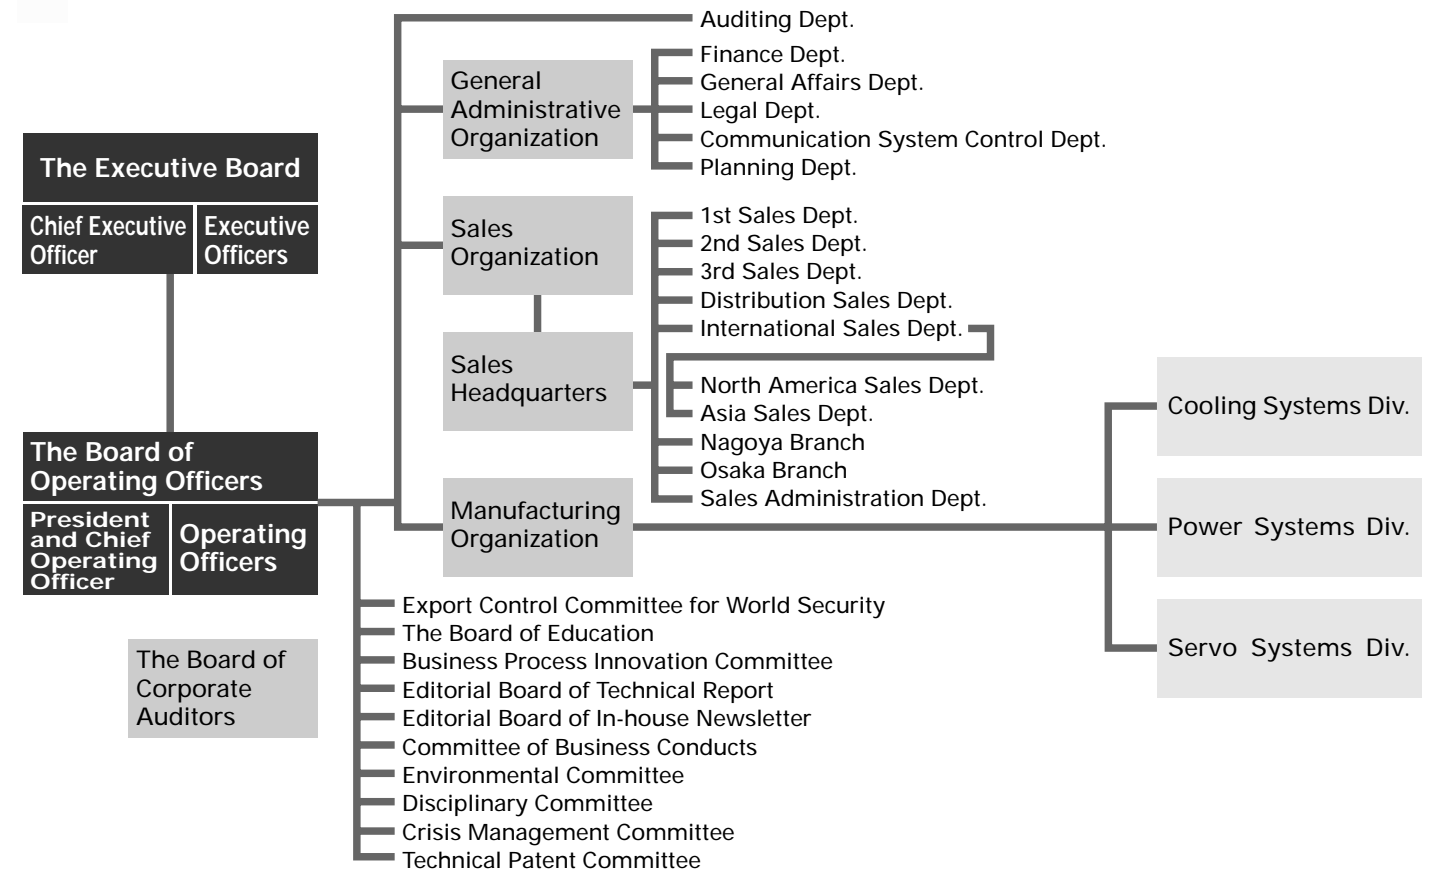 The Executive Board
Chief Executive
Officer
Executive
Officers
The Board of
Operating Officers
President
and Chief
Operating
Officer
Operating
Officers
The Board of
Corporate
Auditors
Auditing Dept.
General
Administrative
Organization
Finance Dept.
General Affairs Dept.
Legal Dept.
Communication System Control Dept.
Planning Dept.
Sales
Organization
Sales
Headquarters
1st Sales Dept.
2nd Sales Dept.
3rd Sales Dept.
Distribution Sales Dept.
International Sales Dept.
North America Sales Dept.
Asia Sales Dept.
Nagoya Branch
Osaka Branch
Sales Administration Dept.
Manufacturing
Organization
Cooling Systems Div.
Power Systems Div.
Servo Systems Div.
Export Control Committee for World Security
The Board of Education
Business Process Innovation Committee
Editorial Board of Technical Report
Editorial Board of In-house Newsletter
Committee of Business Conducts
Environmental Committee
Disciplinary Committee
Crisis Management Committee
Technical Patent Committee